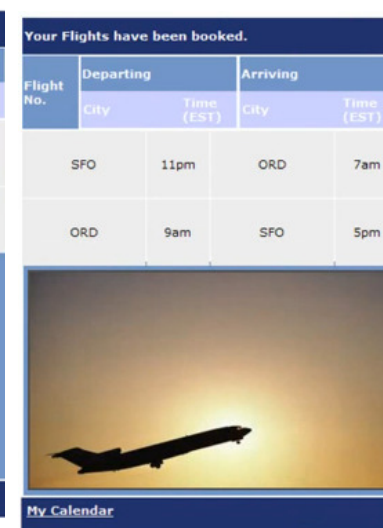 Your Flights have been booked.
Flight No. Departing Arriving
City Time (EST) City Time (EST)
SFO 11pm ORD 7am
ORD 9am SFO 5pm
My Calendar